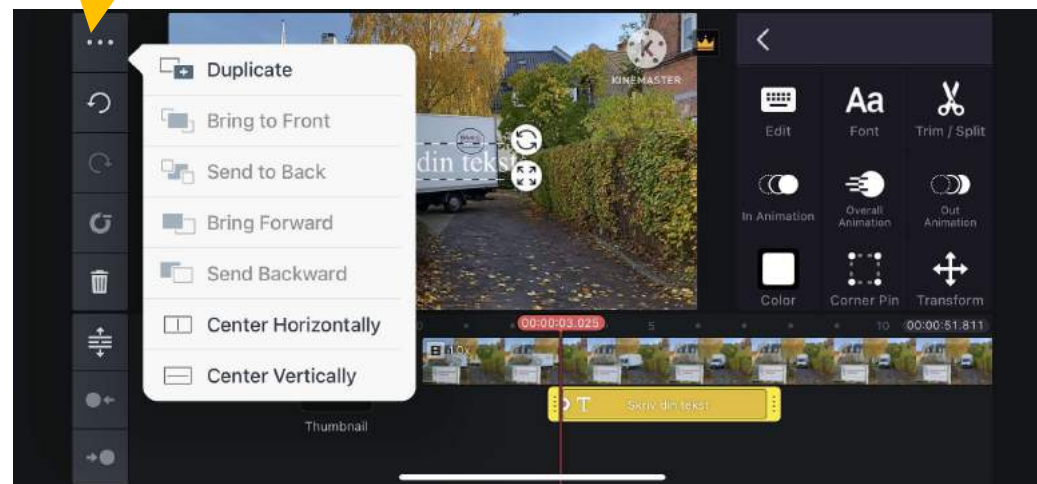 Duplicate
Bring to Front
Send to Back
Bring Forward
Send Backward
Center Horizontally
Center Vertically
KINEMASTER
din tekst
Edit
Aa
Font
Trim / Split
In Animation
Overall
Animation
Out
Animation
Color
Corner Pin
Transform
00:00:03.025
5
10
00:00:51.811
1.0x
T
Skriv din tekst
Thumbnail